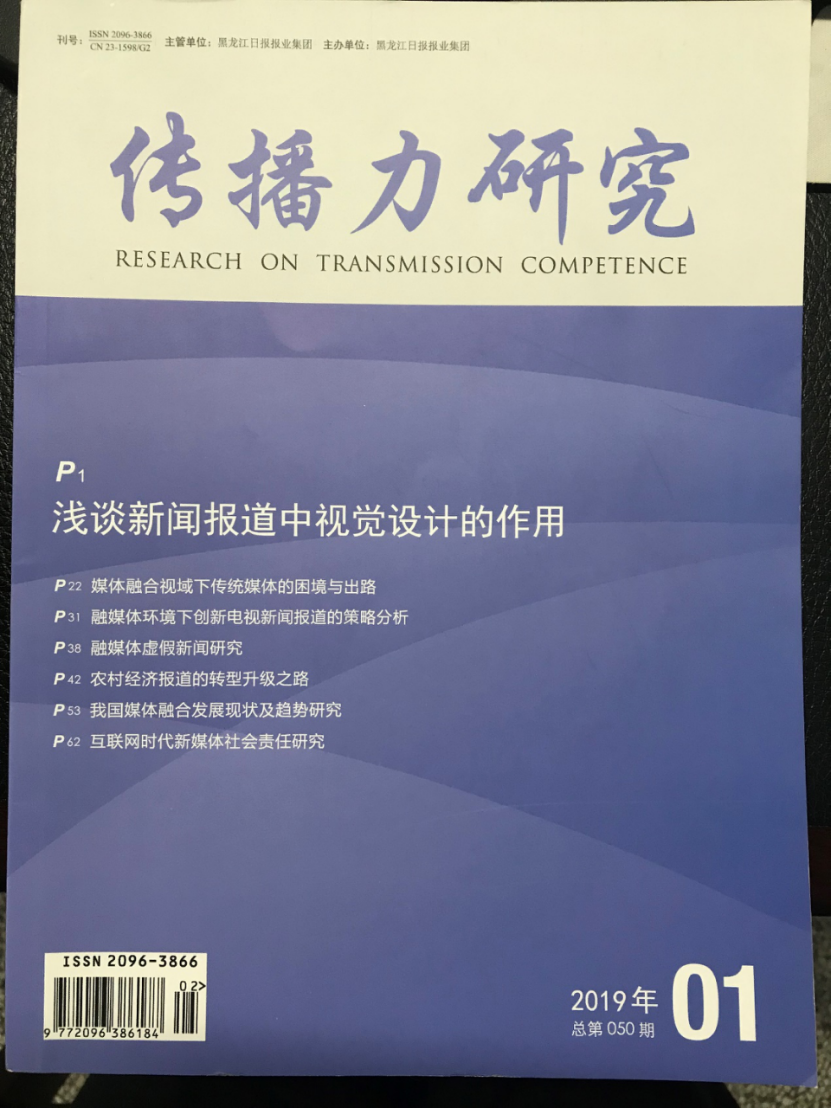 刊号：ISSN 2096-3866
CN 23-1598/G2
主管单位：黑龙江日报报业集团 主办单位：黑龙江日报报业集团
传播力研究
RESEARCH ON TRANSMISSION COMPETENCE
P1
浅谈新闻报道中视觉设计的作用
P22 媒体融合视域下传统媒体的困境与出路
P31 融媒体环境下创新电视新闻报道的策略分析
P38 融媒体虚假新闻研究
P42 农村经济报道的转型升级之路
P53 我国媒体融合发展现状及趋势研究
P62 互联网时代新媒体社会责任研究
ISSN 2096-3866
02>
9 772096 386184
2019年 01
总第050期